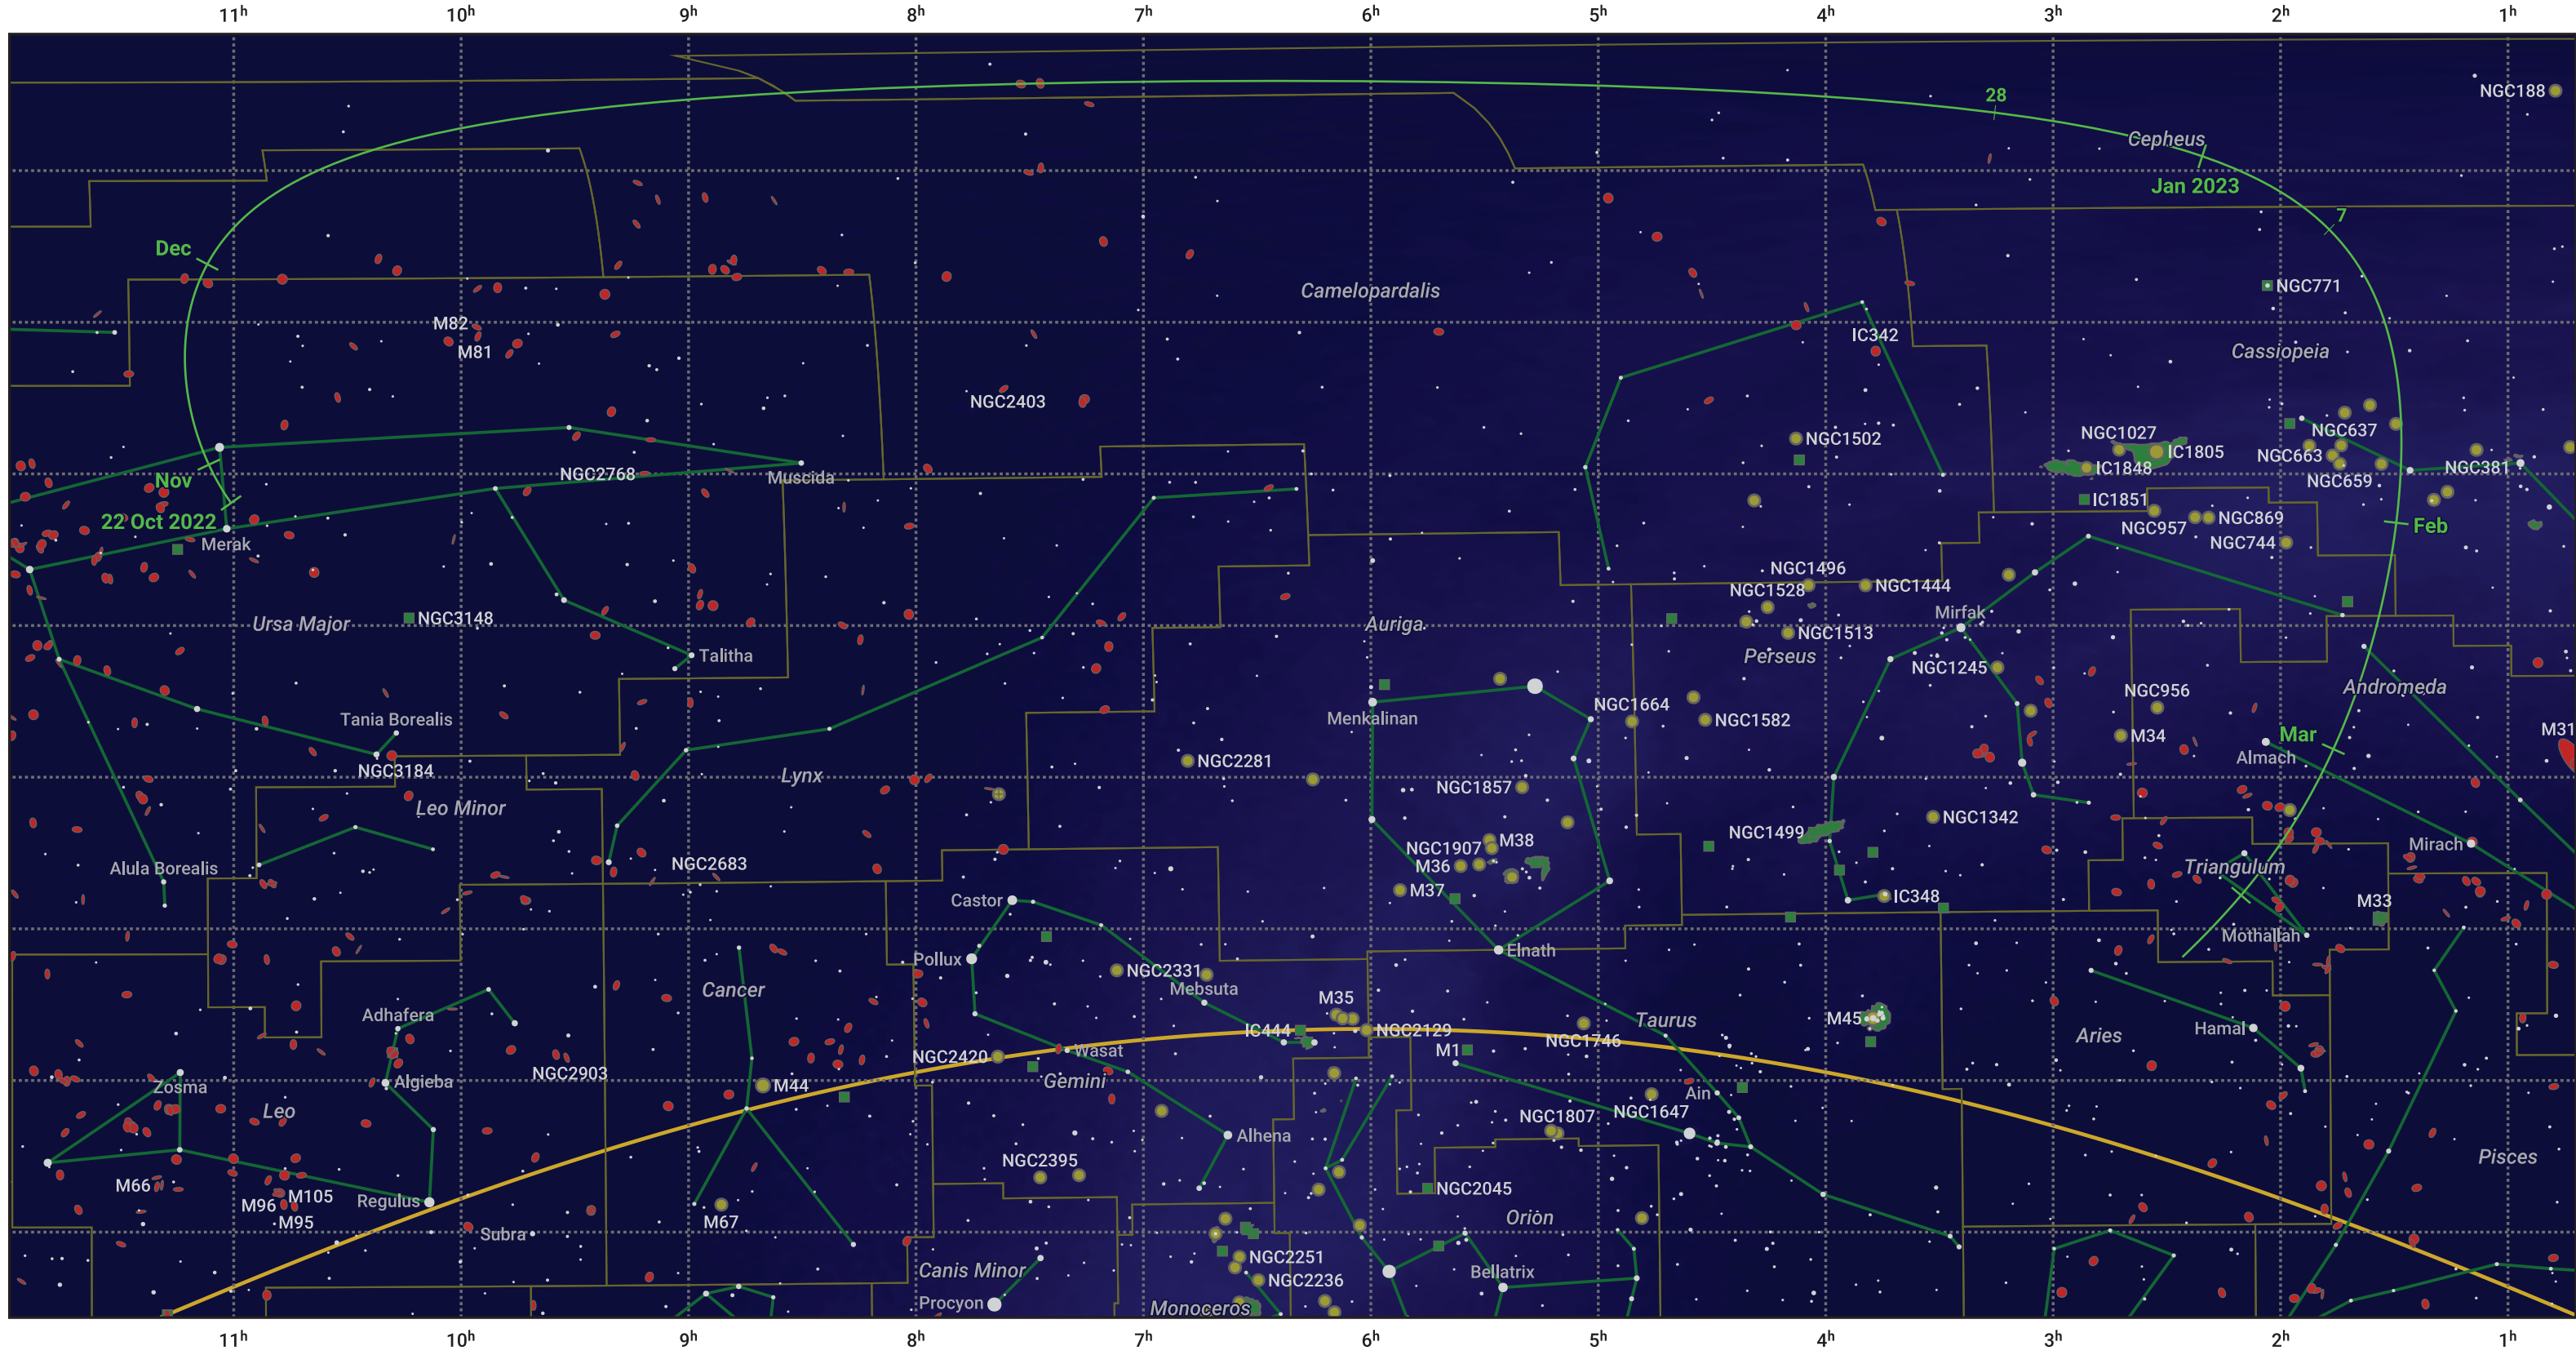 11h 10h 9h 8h 7h 6h 5h 4h 3h 2h 1h
28
NGC188
Cepheus
Jan 2023
7
Dec
NGC771
Camelopardalis
M82
IC342
M81
Cassiopeia
NGC2403
NGC637
NGC1027
NGC1502
IC1805
NGC663
IC1848
NGC381
NGC2768
Muscida
Nov
NGC659
IC1851
22 Oct 2022
NGC869
Feb
NGC957
Merak
NGC744
NGC1496
NGC1444
NGC1528
Mirfak
NGC3148
Ursa Major
Auriga
NGC1513
Talitha
Perseus
NGC1245
Andromeda
NGC956
NGC1664
Tania Borealis
Menkalinan
NGC1582
M31
M34
Mar
Almach
NGC2281
NGC3184
Lynx
NGC1857
Leo Minor
NGC1342
NGC1499
M38
Mirach
NGC1907
NGC2683
M36
Alula Borealis
Triangulum
M37
IC348
Castor
M33
Mothallah
Elnath
Pollux
NGC2331
Mebsuta
Cancer
M35
Adhafera
M45
Taurus
Hamal
IC444
NGC2129
Aries
NGC1746
M1
NGC2420
Wasat
NGC2903
Gemini
Algieba
Zosma
M44
Ain
Leo
NGC1647
NGC1807
Alhena
NGC2395
Pisces
M66
M105
NGC2045
M96
Regulus
M95
M67
Orion
Subra
NGC2251
Canis Minor
Bellatrix
NGC2236
Procyon
Monoceros
11h 10h 9h 8h 7h 6h 5h 4h 3h 2h 1h